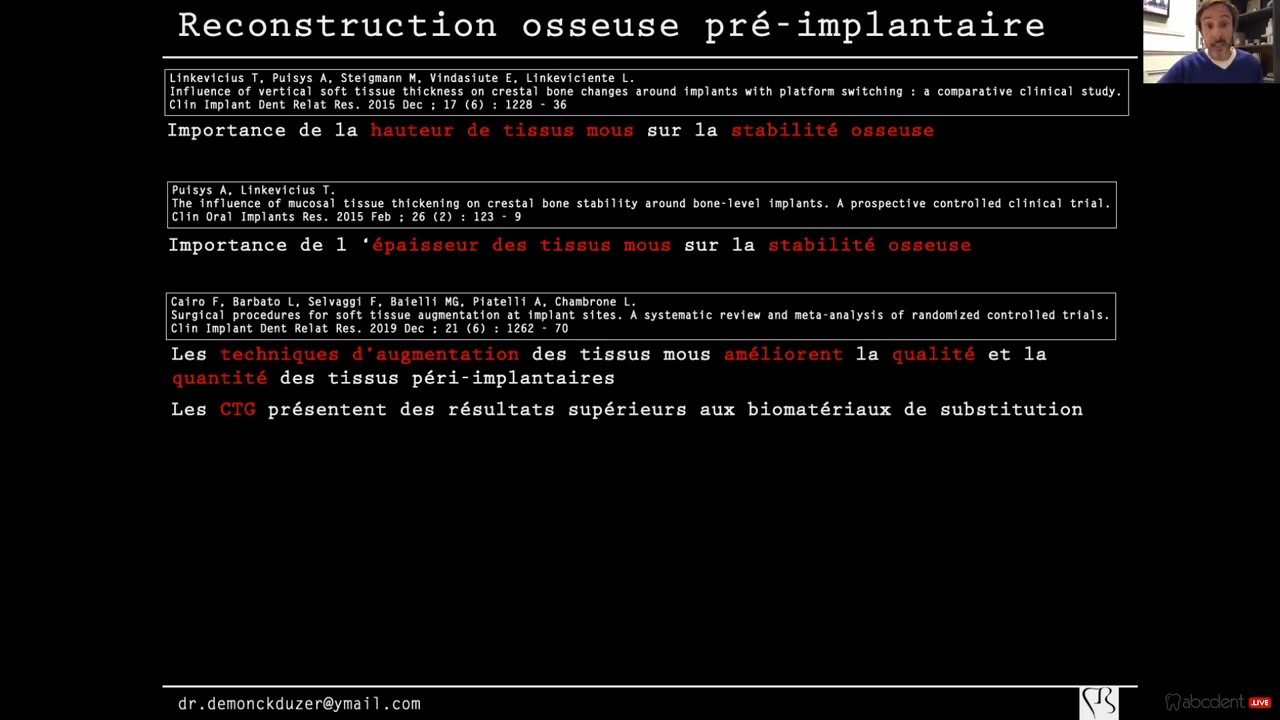 Reconstruction osseuse pré-implantaire
Linkevicius T, Puisys A, Steigmann M, Vindasiute E, Linkeviciente L.
Influence of vertical soft tissue thickness on crestal bone changes around implants with platform switching : a comparative clinical study.
Clin Implant Dent Relat Res. 2015 Dec ; 17 (6) : 1228 - 36
Importance de la hauteur de tissus mous sur la stabilité osseuse
Puisys A, Linkevicius T.
The influence of mucosal tissue thickening on crestal bone stability around bone-level implants. A prospective controlled clinical trial.
Clin Oral Implants Res. 2015 Feb ; 26 (2) : 123 - 9
Importance de l ‘épaisseur des tissus mous sur la stabilité osseuse
Cairo F, Barbato L, Selvaggi F, Baielli MG, Piatelli A, Chambrone L.
Surgical procedures for soft tissue augmentation at implant sites. A systematic review and meta-analysis of randomized controlled trials.
Clin Implant Dent Relat Res. 2019 Dec ; 21 (6) : 1262 - 70
Les techniques d'augmentation des tissus mous améliorent la qualité et la
quantité des tissus péri-implantaires
Les CTG présentent des résultats supérieurs aux biomatériaux de substitution
dr.demonckduzer@ymail.com
abcdent LIVE